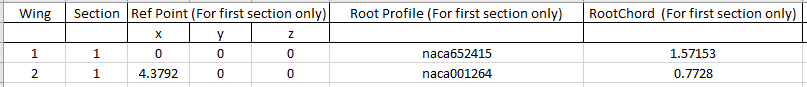 Wing Section Ref Point (For first section only) Root Profile (For first section only) RootChord (For first section only)
x y z
1 1 0 0 0 naca652415 1.57153
2 1 4.3792 0 0 naca001264 0.7728